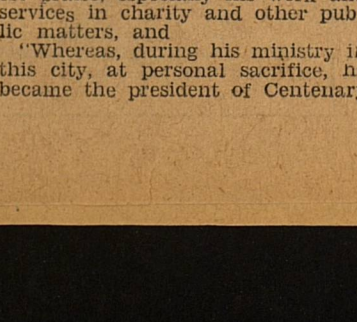 services in charity and other pub
lic matters, and
"Whereas, during his ministry i
this city, at personal sacrifice, h
became the president of Centenar